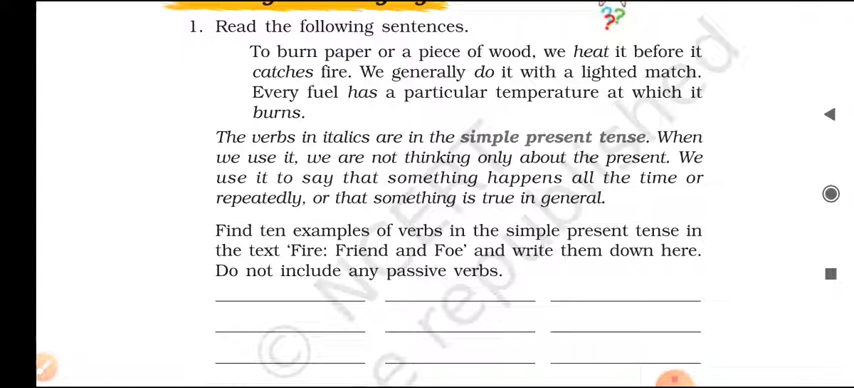 1. Read the following sentences.
To burn paper or a piece of wood, we heat it before it
catches fire. We generally do it with a lighted match.
Every fuel has a particular temperature at which it
burns.
The verbs in italics are in the simple present tense. When
we use it, we are not thinking only about the present. We
use it to say that something happens all the time or
repeatedly, or that something is true in general.
Find ten examples of verbs in the simple present tense in
the text ‘Fire: Friend and Foe’ and write them down here.
Do not include any passive verbs.
© NCERT
republished